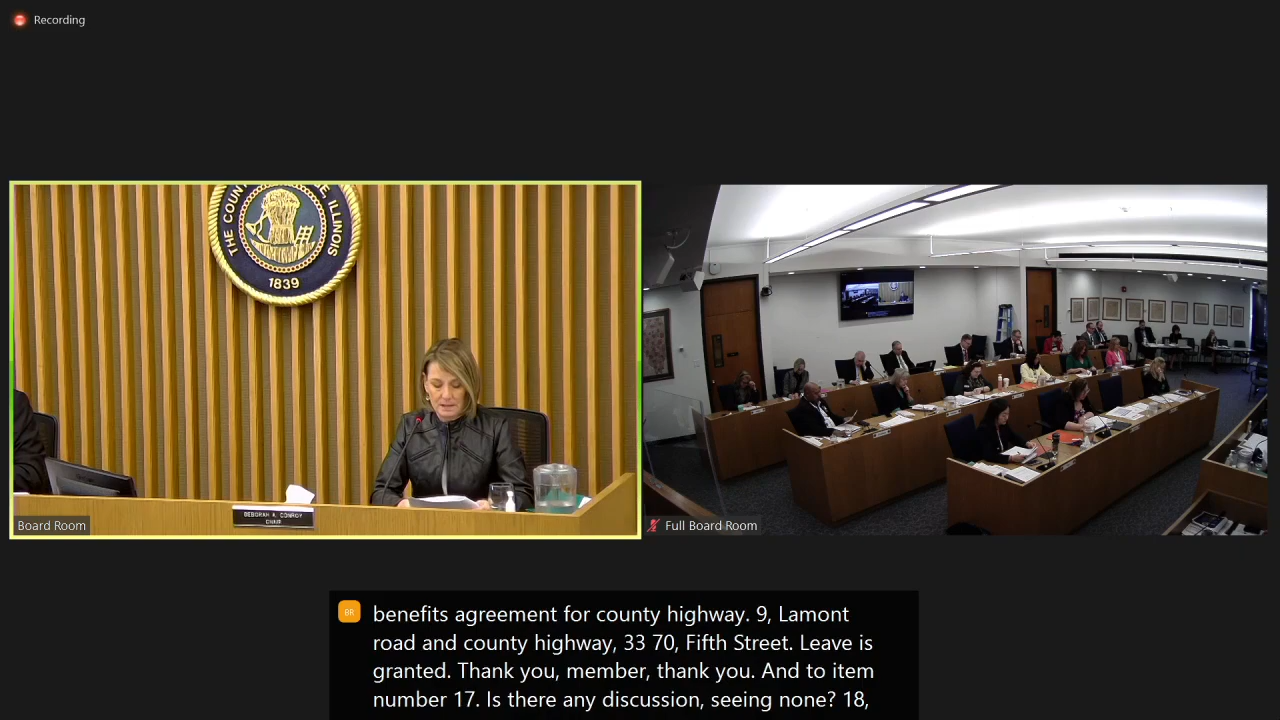 Recording
THE COUN
E ILLINOIS
1839
DEBORAH A. CONROY
CHAIR
Board Room
Full Board Room
BR
benefits agreement for county highway. 9, Lamont
road and county highway, 33 70, Fifth Street. Leave is
granted. Thank you, member, thank you. And to item
number 17. Is there any discussion, seeing none? 18,